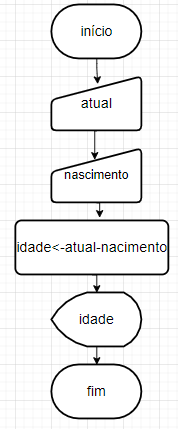 início
atual
nascimento
idade<-atual-nacimento
idade
fim